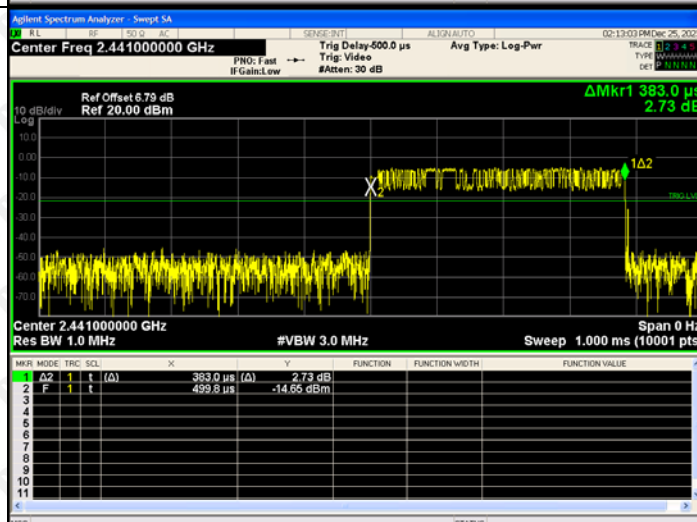 Agilent Spectrum Analyzer - Swept SA
RL RF 50 Ω AC SENSE:INT ALIGNAUTO 02:13:03 PM Dec 25, 202
Center Freq 2.441000000 GHz
Trig Delay-500.0 µs Avg Type: Log-Pwr TRACE 1 2 3 4 5
PNO: Fast Trig: Video TYPE
IFGain:Low #Atten: 30 dB DET P N N N N
ΔMkr1 383.0 µs
2.73 dB
Ref Offset 6.79 dB
10 dB/div Ref 20.00 dBm
Log
10.0
0.00
1Δ2
-10.0
2
-20.0
TRIG LVL
-30.0
-40.0
-50.0
-60.0
-70.0
Center 2.441000000 GHz Span 0 Hz
Res BW 1.0 MHz #VBW 3.0 MHz Sweep 1.000 ms (10001 pts
MKR MODE TRC SCL X Y FUNCTION FUNCTION WIDTH FUNCTION VALUE
1 Δ2 1 t (Δ) 383.0 µs (Δ) 2.73 dB
2 F 1 t 499.8 µs -14.65 dBm
3
4
5
6
7
8
9
10
11